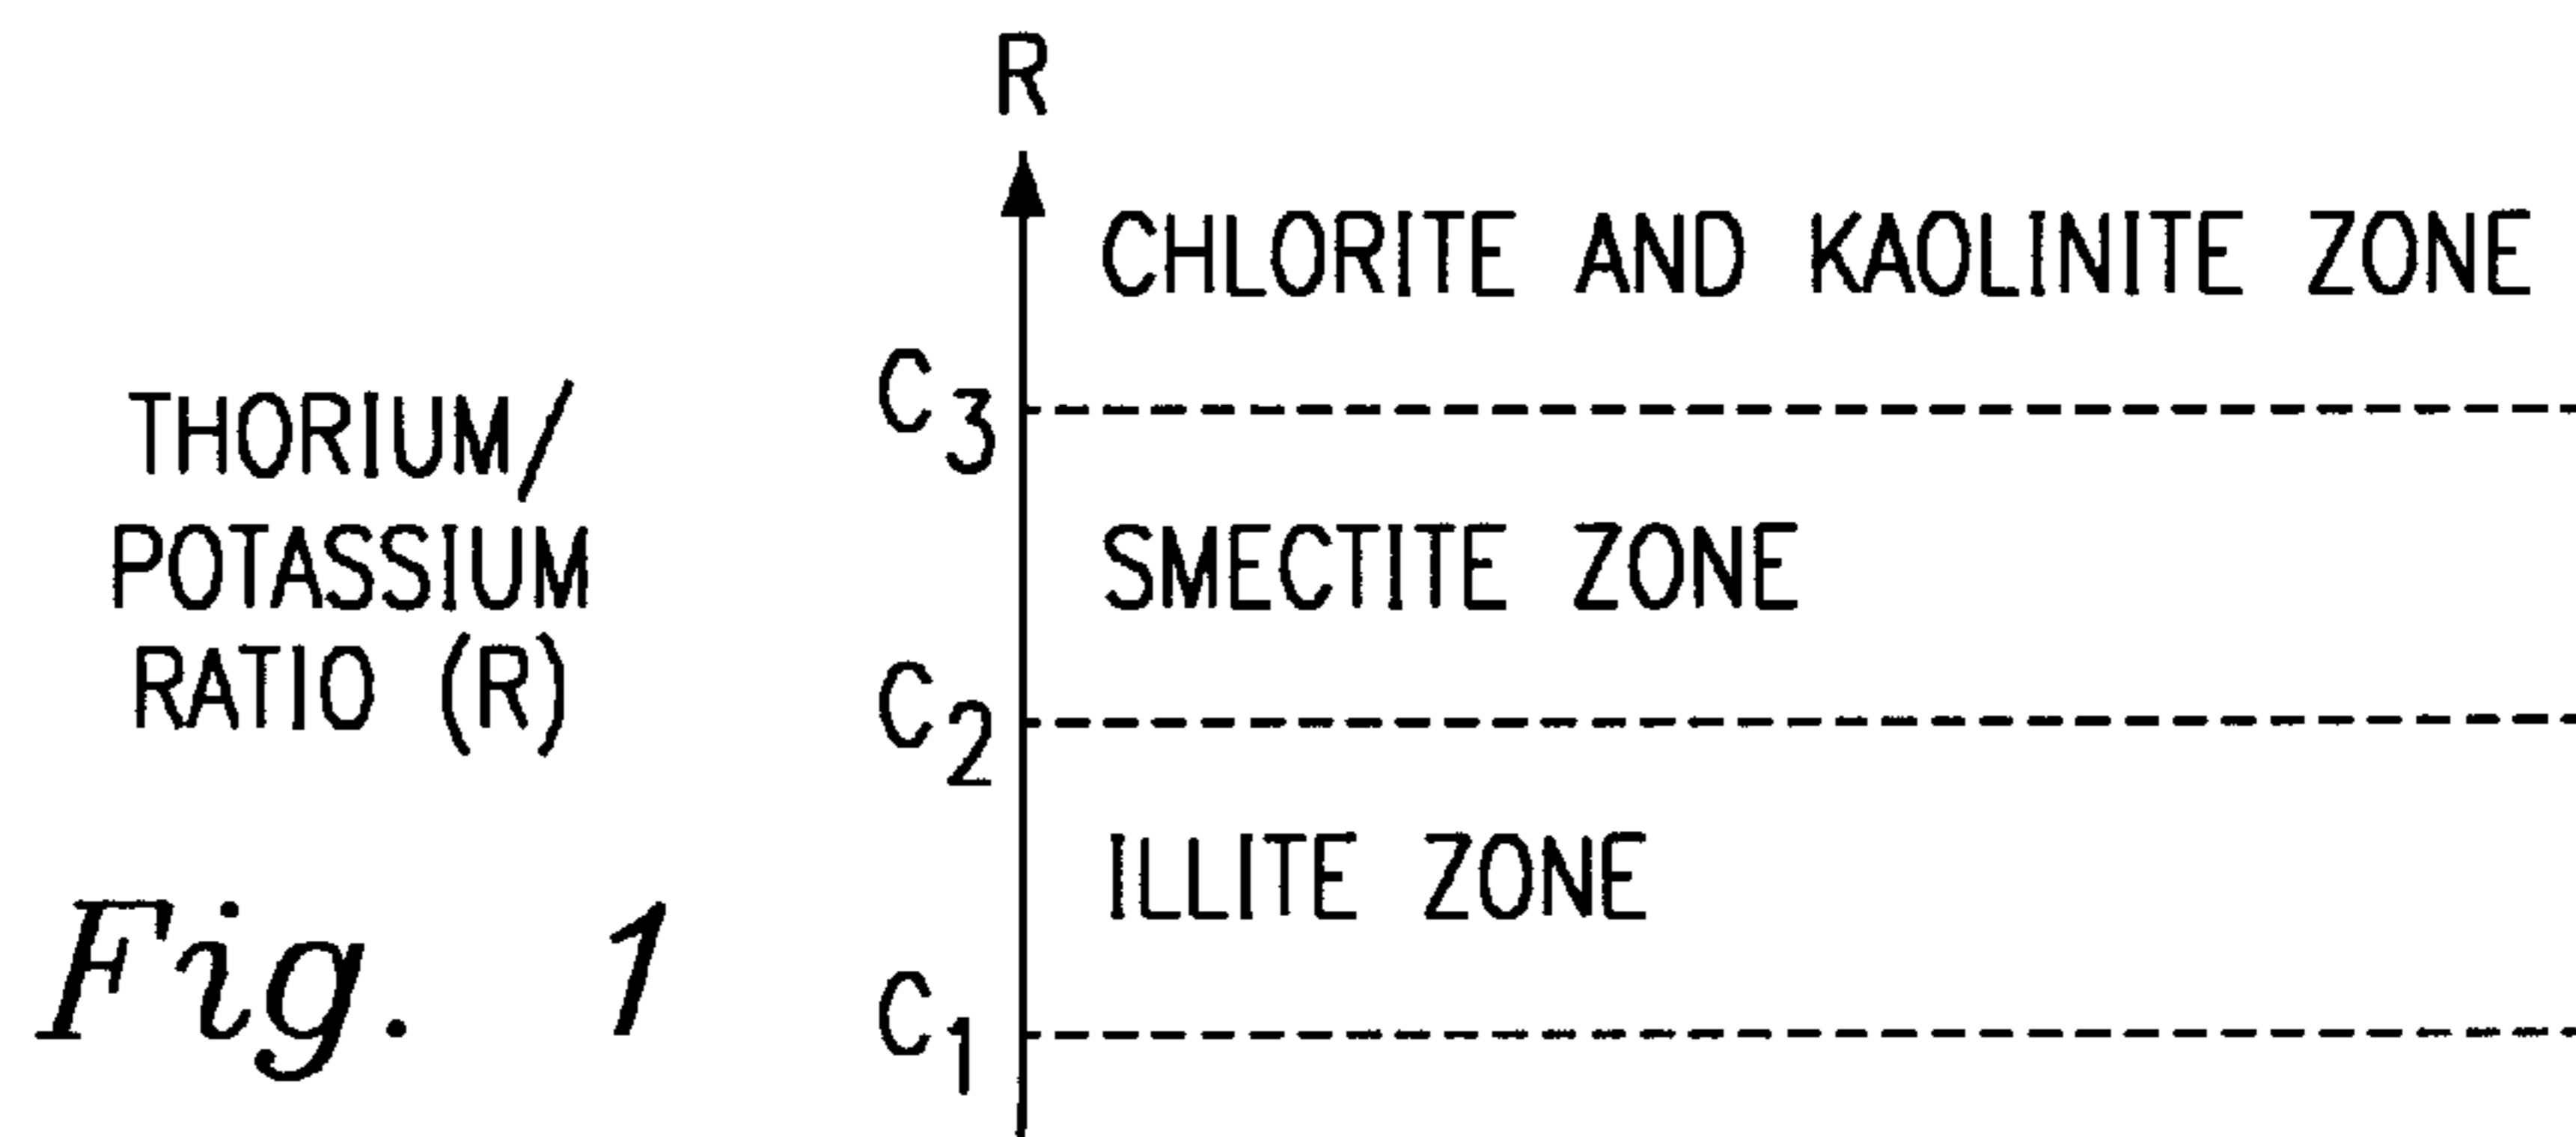 R
CHLORITE AND KAOLINITE ZONE
C3
THORIUM/
POTASSIUM
RATIO (R)
SMECTITE ZONE
C2
ILLITE ZONE
C1
Fig. 1